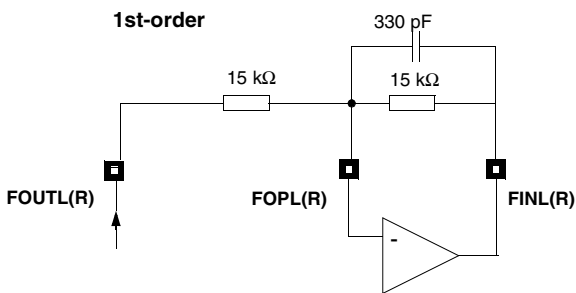 1st-order
330 pF
15 kΩ
15 kΩ
FOUTL(R)
FOPL(R)
FINL(R)
-